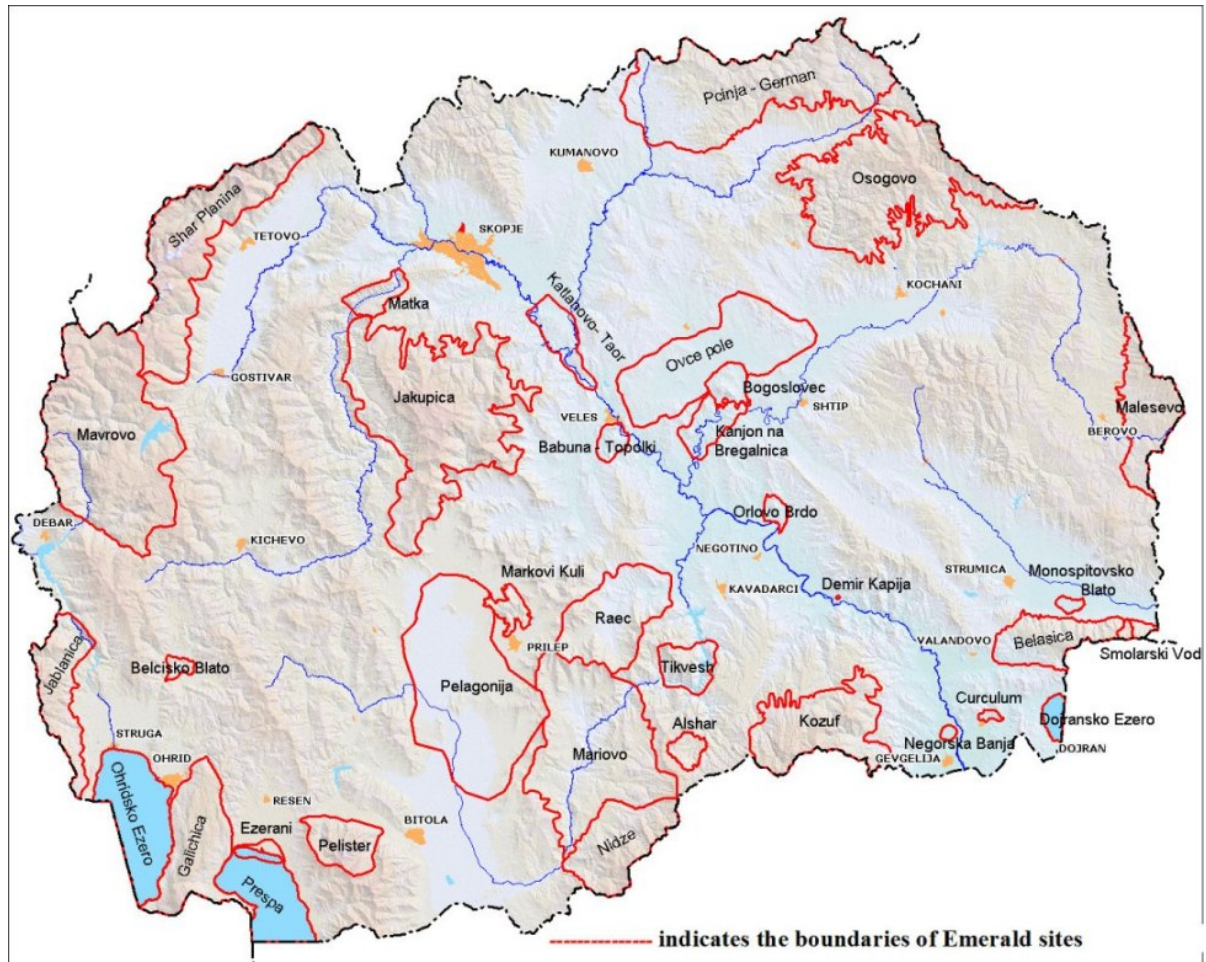 Pcinja - German
KUMANOVO
Osogovo
Shar Planina
TETOVO
SKOPJE
KOCHANI
Matka
Katlanovo- Taor
Ovce pole
GOSTIVAR
Jakupica
Bogoslovec
SHTIP
Malesevo
VELES
Mavrovo
Babuna - Topolki
Kanjon na
Bregalnica
BEROVO
DEBAR
Orlovo Brdo
KICHEVO
NEGOTINO
Markovi Kuli
KAVADARCI
Demir Kapija
STRUMICA
Monospitovsko
Blato
Raec
PRILEP
VALANDOVO
Belasica
Smolarski Vod
Jablanica
Belcisko Blato
Tikvesh
Pelagonija
Alshar
Kozuf
Curculum
Dojransko Ezero
STRUGA
Mariovo
Negorska Banja
DOJRAN
GEVGELIJA
OHRID
Ohridsko Ezero
RESEN
Galichica
Ezerani
Pelister
BITOLA
Nidze
Prespa
indicates the boundaries of Emerald sites